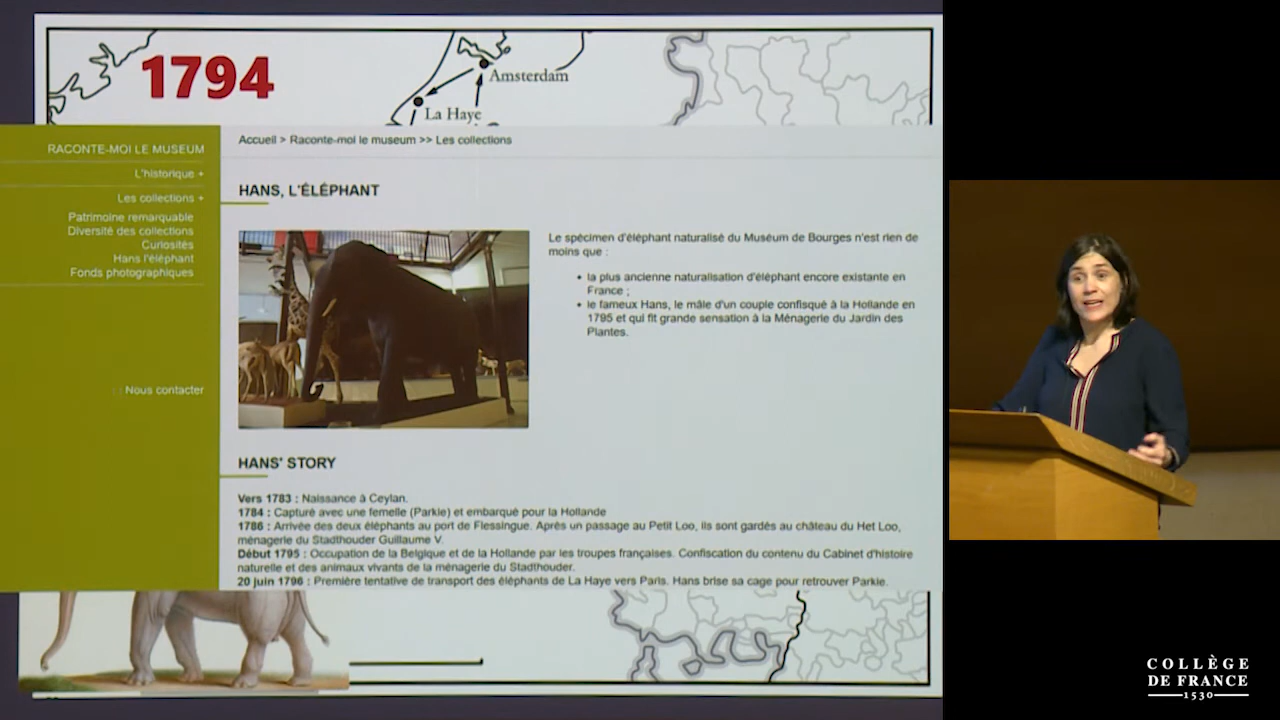 1794
Amsterdam
La Haye
RACONTE-MOI LE MUSEUM
L'historique +
Les collections +
Patrimoine remarquable
Diversité des collections
Curiosités
Hans l'éléphant
Fonds photographiques
Nous contacter
Accueil > Raconte-moi le museum >> Les collections
HANS, L'ÉLÉPHANT
Le spécimen d'éléphant naturalisé du Muséum de Bourges n'est rien de
moins que :
• la plus ancienne naturalisation d'éléphant encore existante en
France ;
• le fameux Hans, le mâle d'un couple confisqué à la Hollande en
1795 et qui fit grande sensation à la Ménagerie du Jardin des
Plantes.
HANS' STORY
Vers 1783 : Naissance à Ceylan.
1784 : Capturé avec une femelle (Parkie) et embarqué pour la Hollande
1786 : Arrivée des deux éléphants au port de Flessingue. Après un passage au Petit Loo, ils sont gardés au château du Het Loo,
ménagerie du Stadthouder Guillaume V.
Début 1795 : Occupation de la Belgique et de la Hollande par les troupes françaises. Confiscation du contenu du Cabinet d'histoire
naturelle et des animaux vivants de la ménagerie du Stadthouder.
20 juin 1796 : Première tentative de transport des éléphants de La Haye vers Paris. Hans brise sa cage pour retrouver Parkie.
COLLÈGE
DE FRANCE
1530